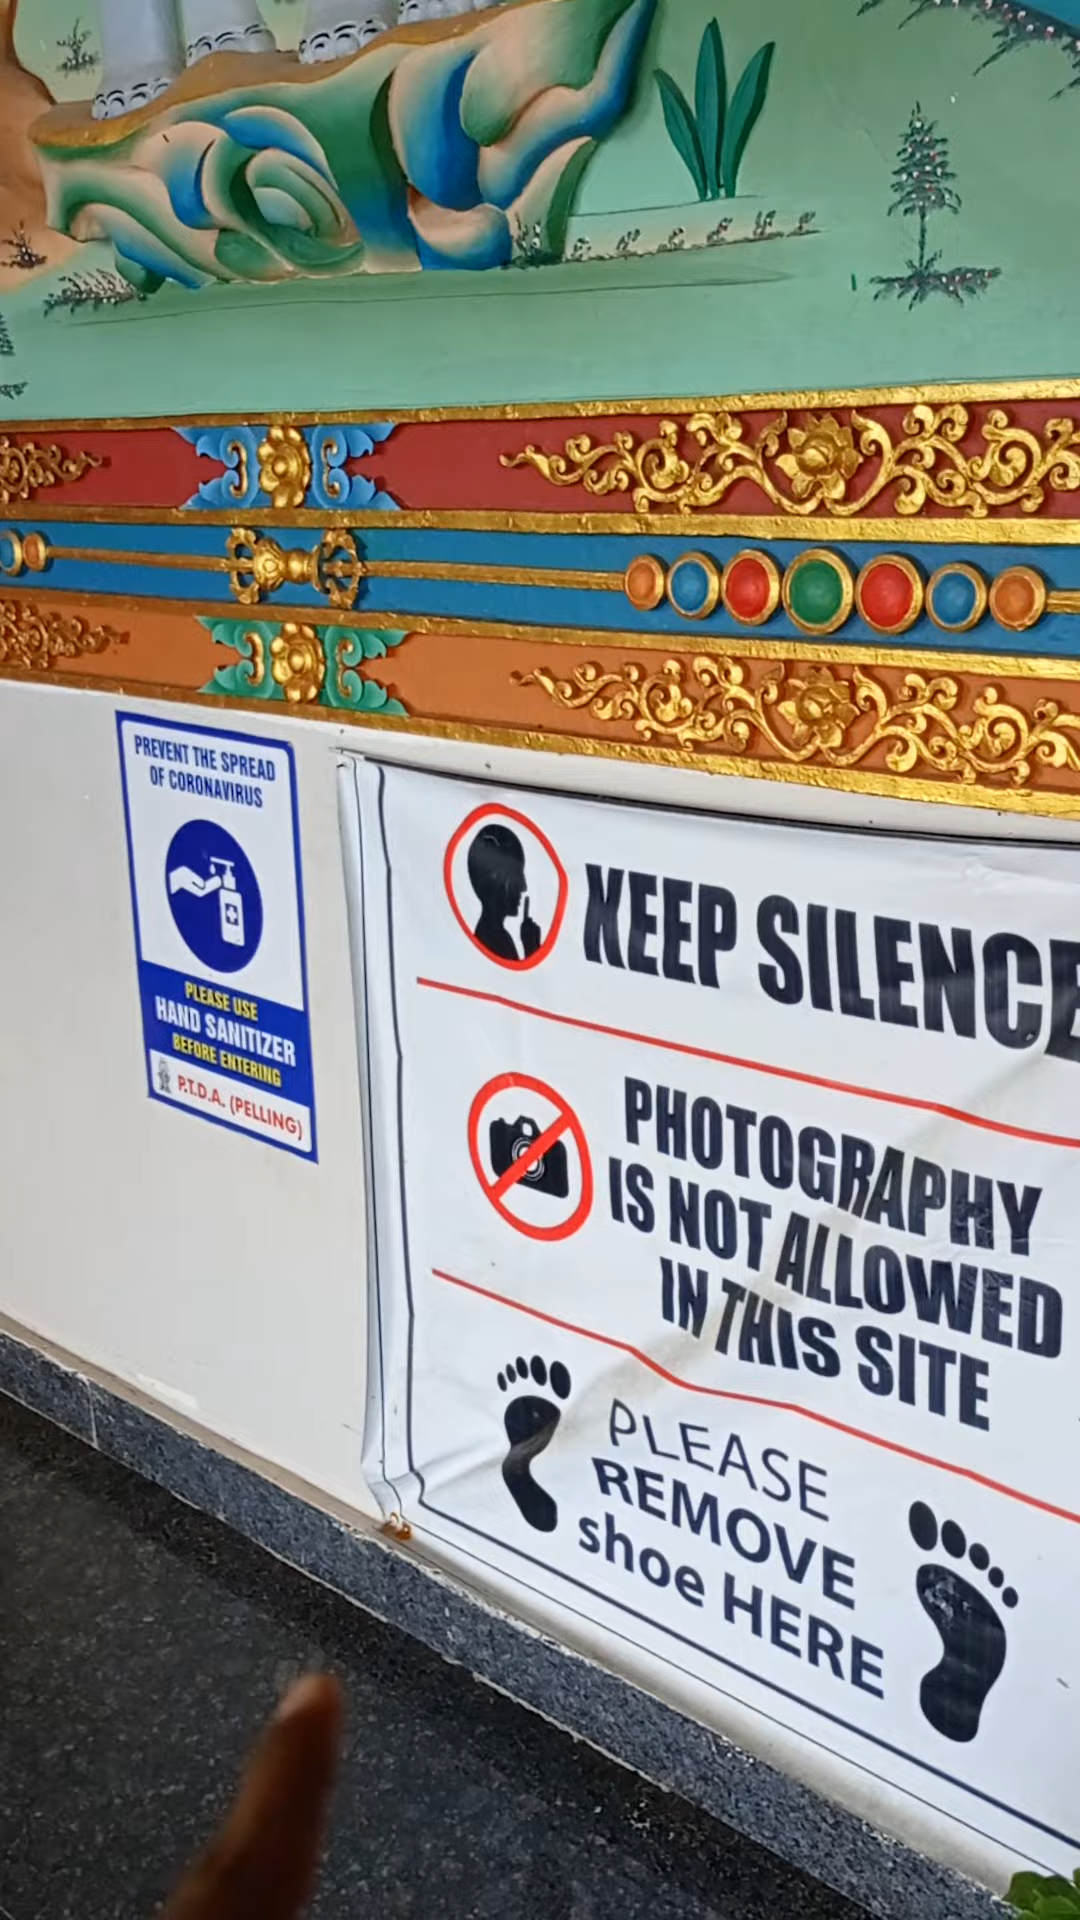 PREVENT THE SPREAD
OF CORONAVIRUS
PLEASE USE
HAND SANITIZER
BEFORE ENTERING
P.T.D.A. (PELLING)
KEEP SILENCE
PHOTOGRAPHY
IS NOT ALLOWED
IN THIS SITE
PLEASE
REMOVE
shoe HERE